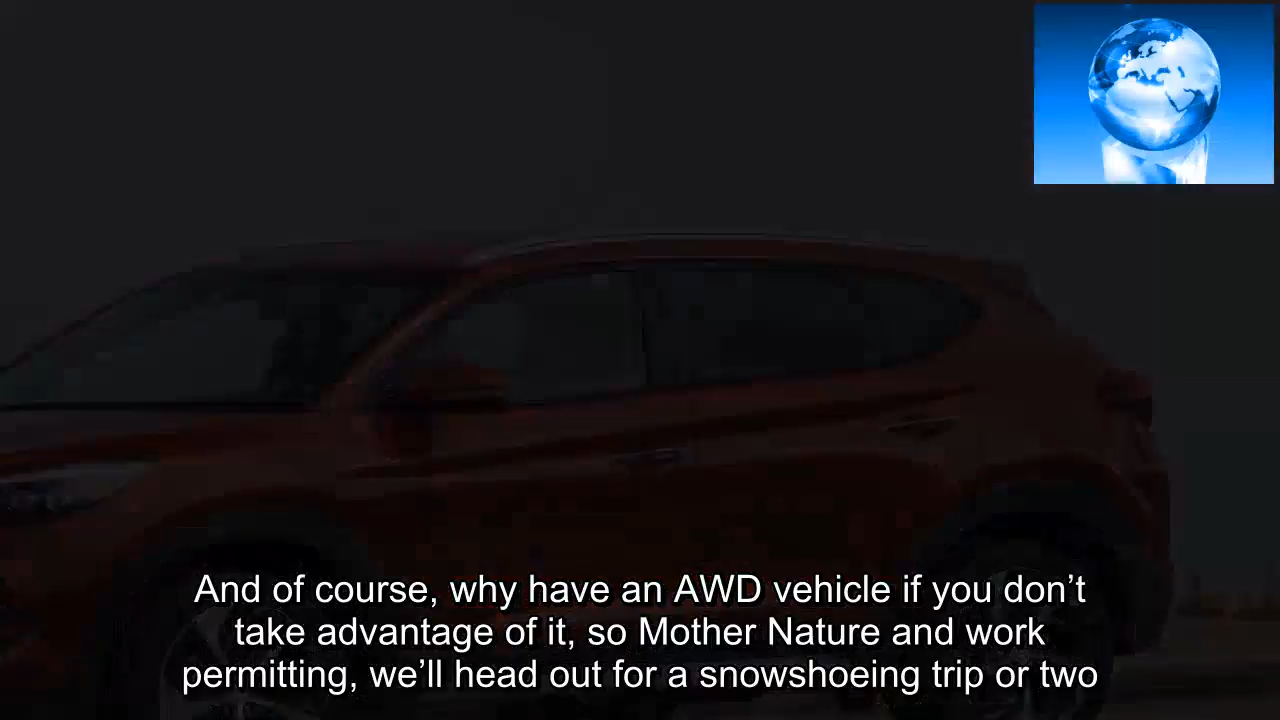 And of course, why have an AWD vehicle if you don’t
take advantage of it, so Mother Nature and work
permitting, we’ll head out for a snowshoeing trip or two